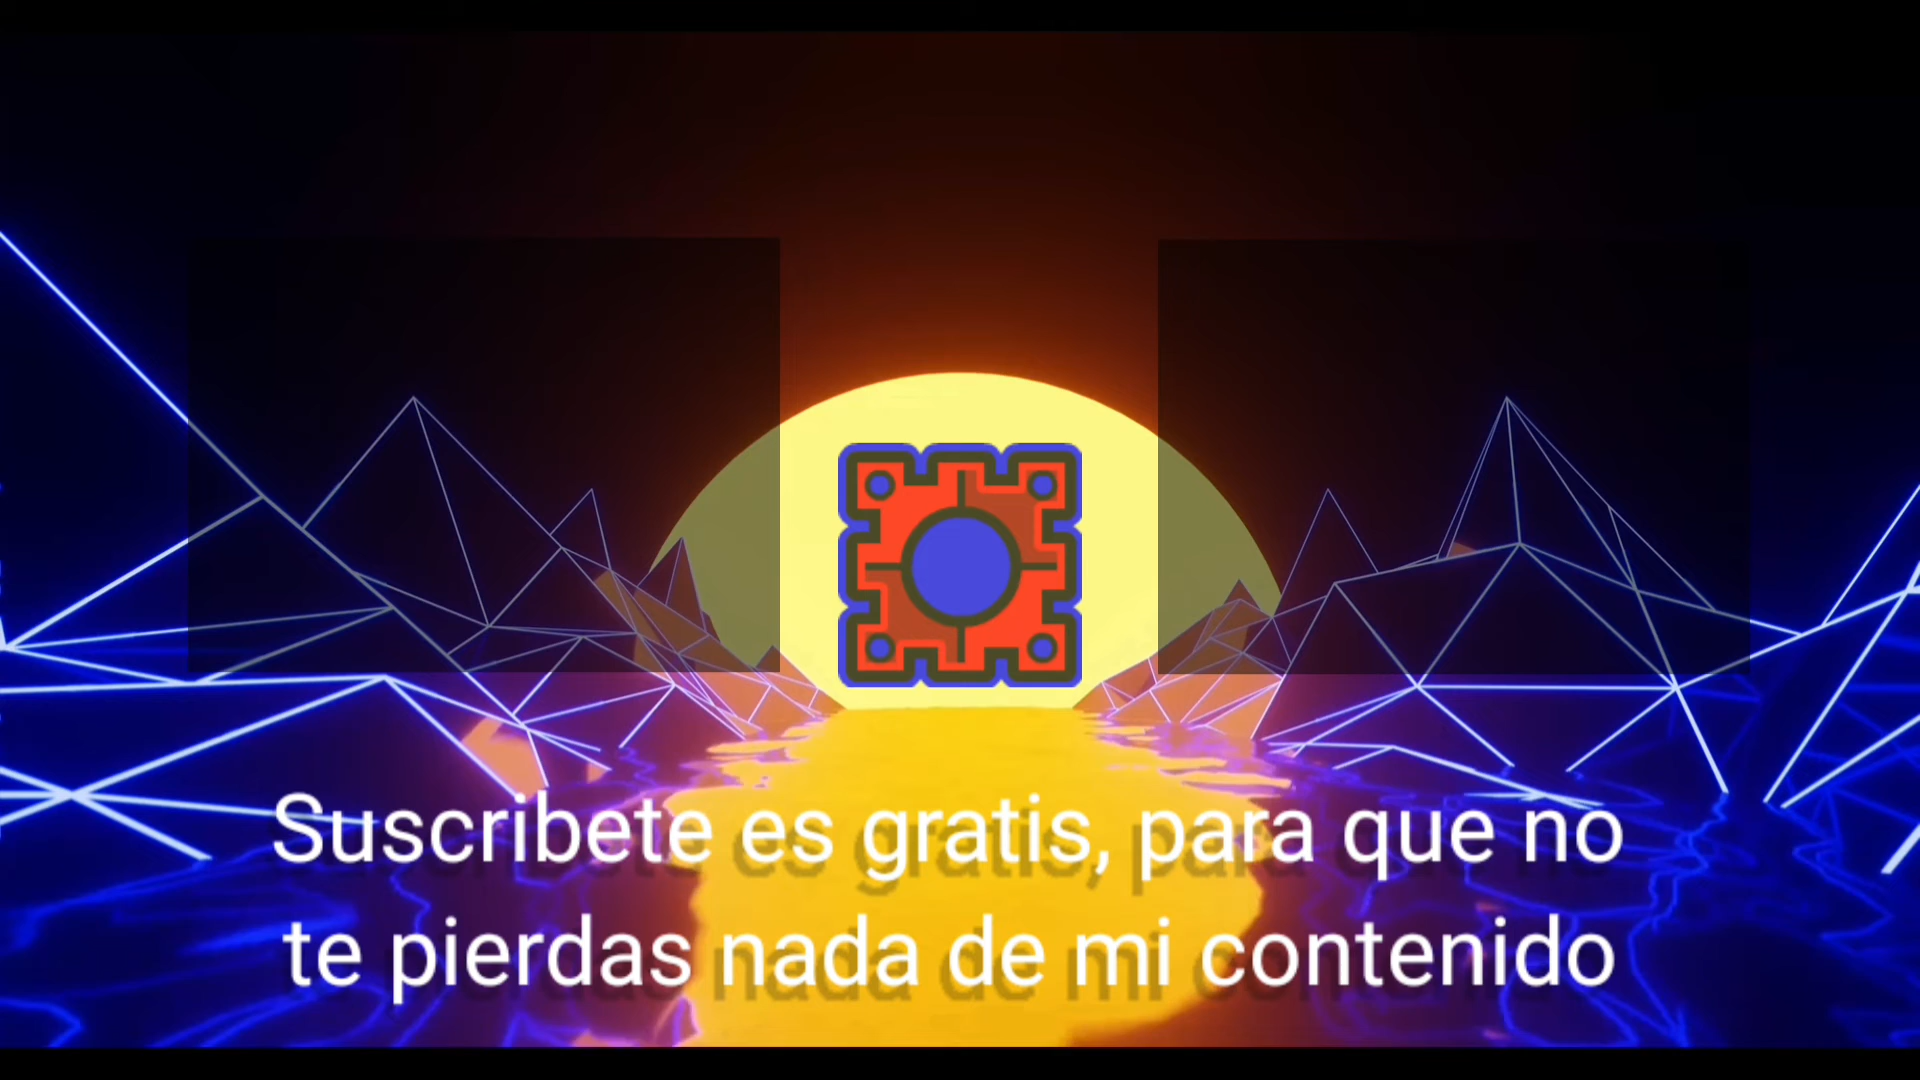 Suscribete es gratis, para que no
te pierdas nada de mi contenido